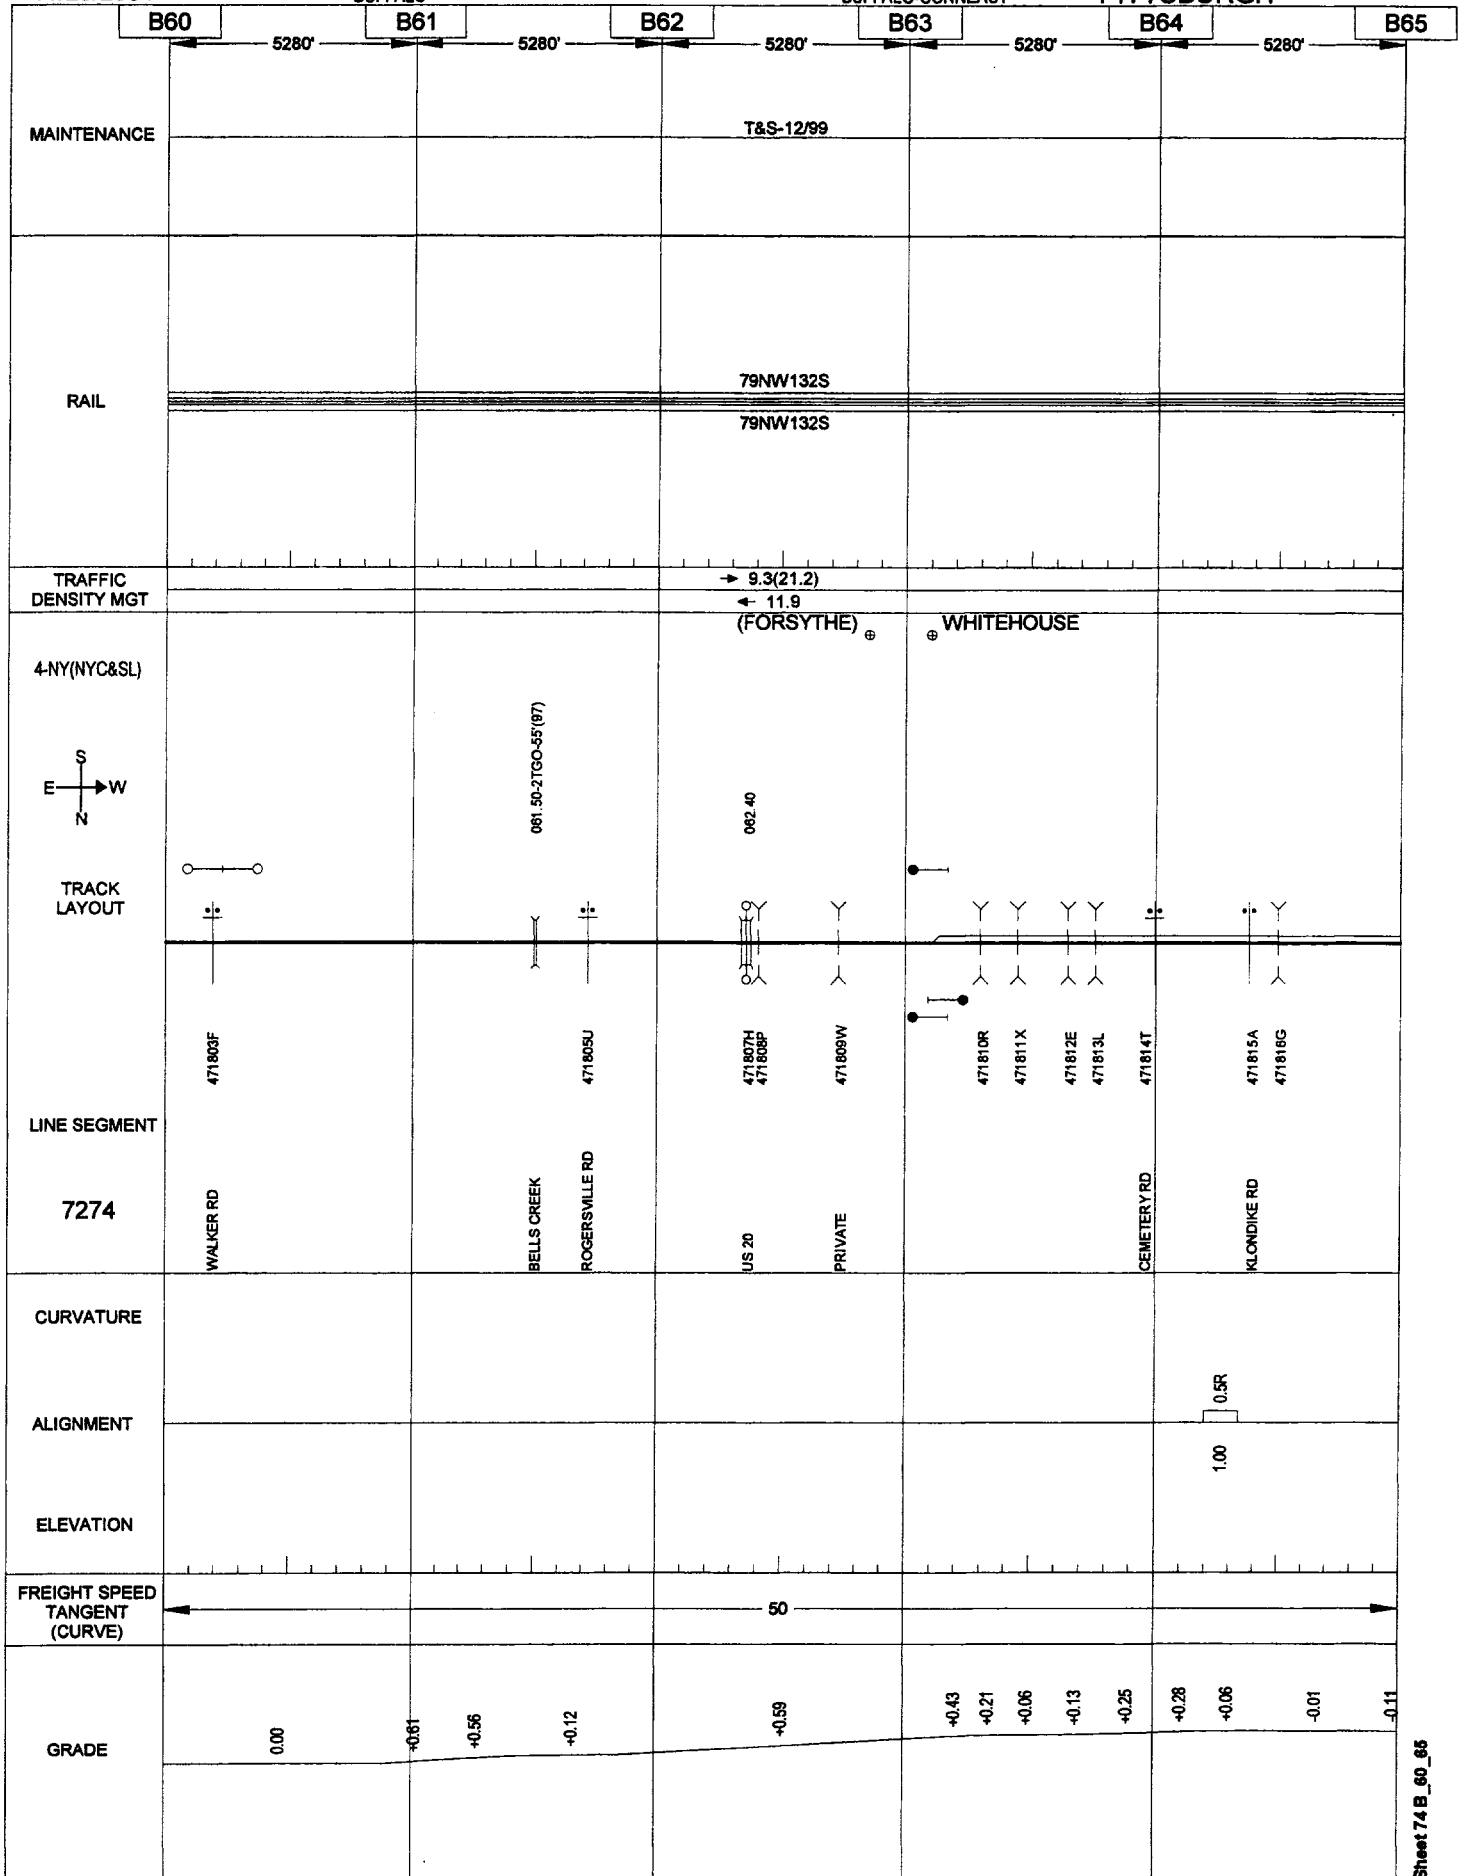 B60 B61 B62 B63 B64 B65
5280' 5280' 5280' 5280' 5280'
MAINTENANCE
T&S-12/99
RAIL
79NW132S
79NW132S
TRAFFIC
DENSITY MGT
9.3(21.2)
11.9
(FORSYTHE)
WHITEHOUSE
4-NY(NYC&SL)
S
E W
N
061.50-2TGO-55'(97)
062.40
TRACK
LAYOUT
471803F
471805U
471807H
471808P
471809W
471810R
471811X
471812E
471813L
471814T
471815A
471816G
LINE SEGMENT
7274
WALKER RD
BELLS CREEK
ROGERSVILLE RD
US 20
PRIVATE
CEMETERY RD
KLONDIKE RD
CURVATURE
0.5R
ALIGNMENT
1.00
ELEVATION
FREIGHT SPEED
TANGENT
(CURVE)
50
GRADE
0.00
+0.61
+0.56
+0.12
+0.59
+0.43
+0.21
+0.06
+0.13
+0.25
+0.28
+0.06
-0.01
-0.11
Sheet 74 B_60_65